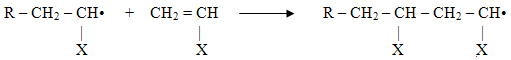 R – CH₂ – CH• + CH₂ = CH ⟶ R – CH₂ – CH – CH₂ – CH•
| | | |
X X X X